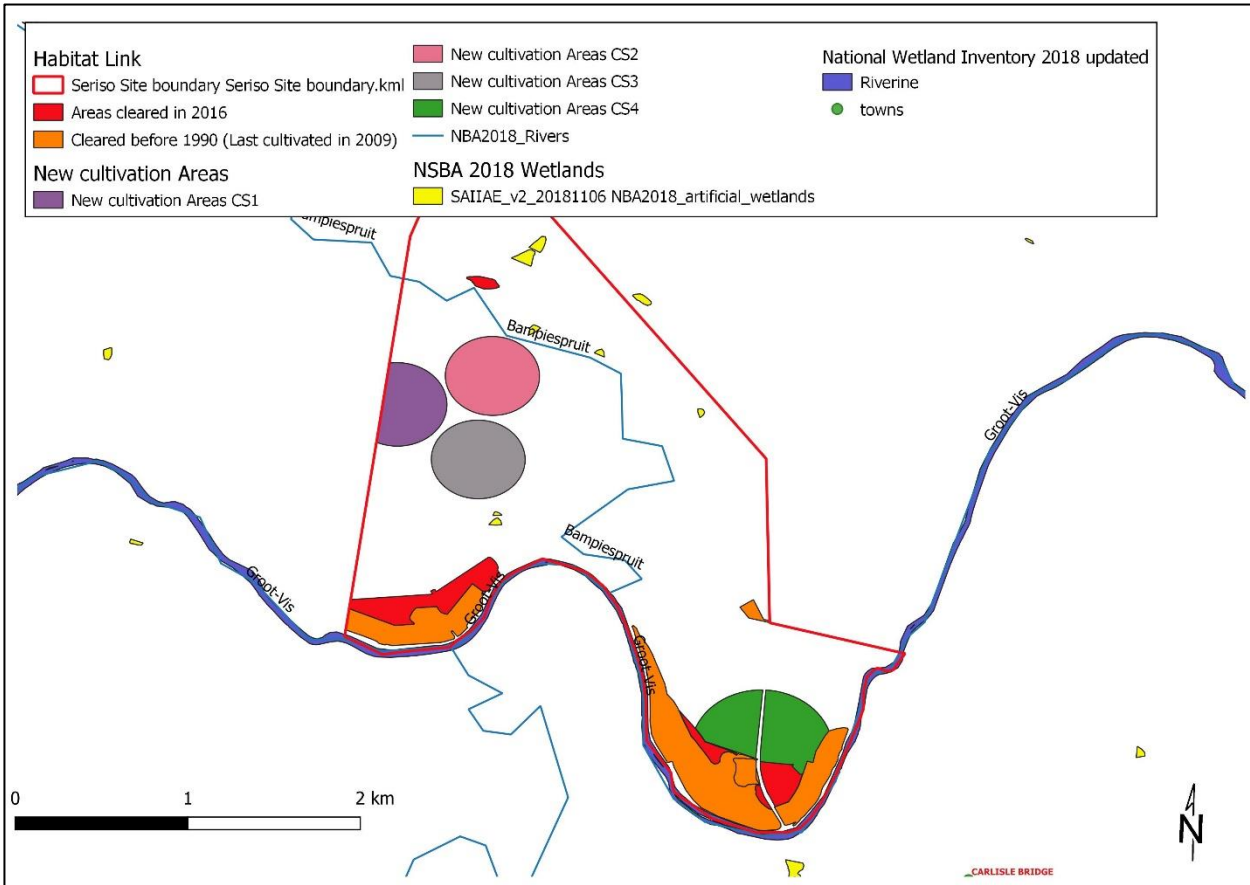 Habitat Link
Seriso Site boundary Seriso Site boundary.kml
Areas cleared in 2016
Cleared before 1990 (Last cultivated in 2009)
New cultivation Areas
New cultivation Areas CS1
New cultivation Areas CS2
New cultivation Areas CS3
New cultivation Areas CS4
NBA2018_Rivers
NSBA 2018 Wetlands
SAIIAE_v2_20181106 NBA2018_artificial_wetlands
National Wetland Inventory 2018 updated
Riverine
towns
ampiespruit
Bampiespruit
Groot-Vis
Bampiespruit
Groot-Vis
Groot-Vis
Groot-Vis
0 1 2 km
N
CARLISLE BRIDGE